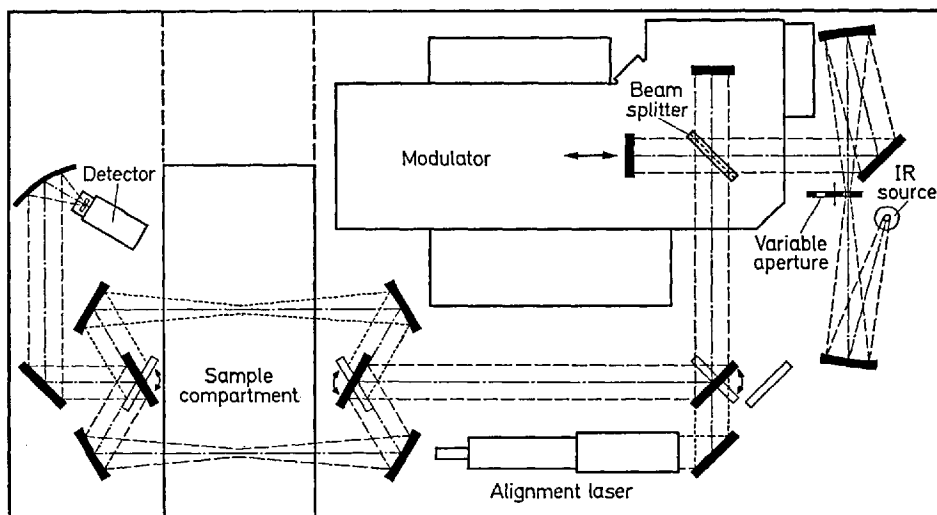 Beam
splitter
Modulator
Detector
IR
source
Variable
aperture
Sample
compartment
Alignment laser